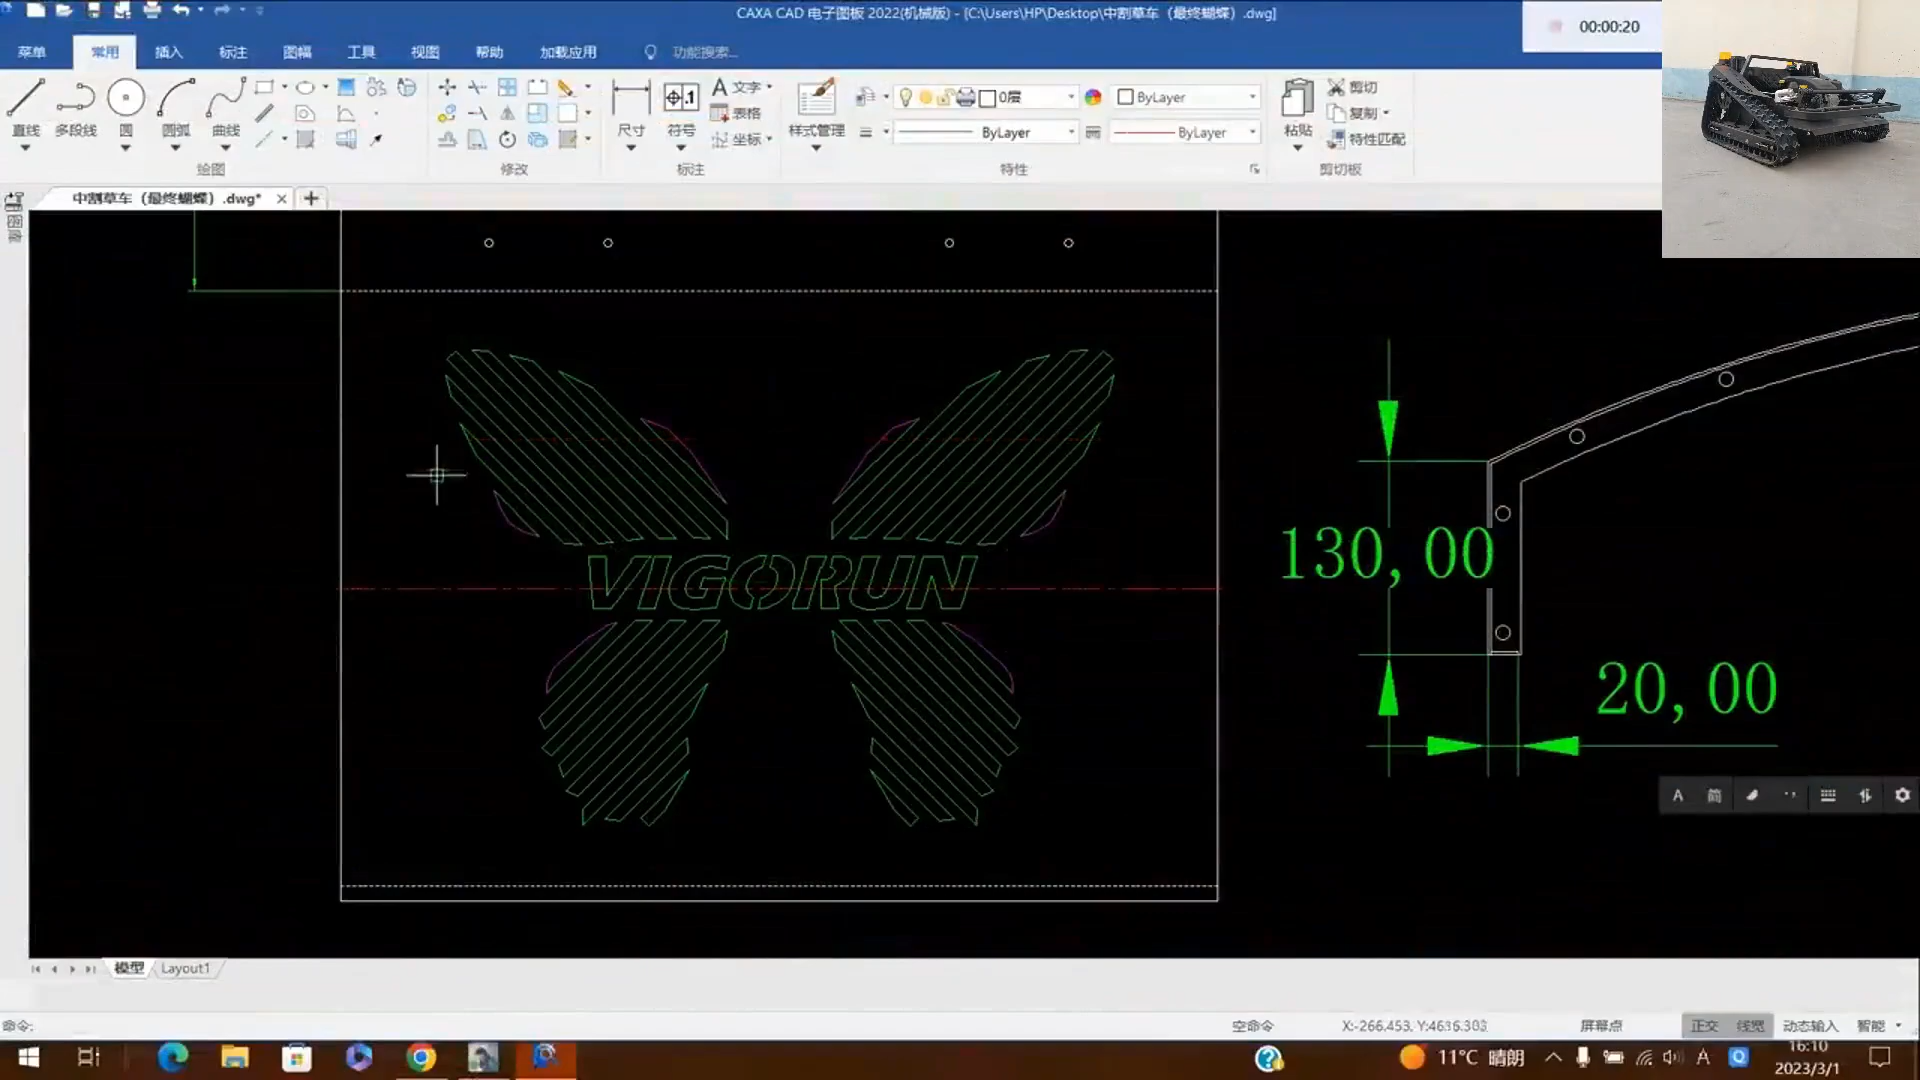 CAXA CAD 电子图板 2022(机械版) - [C:\Users\HP\Desktop\中割草车（最终蝴蝶）.dwg]
00:00:20
菜单 常用 插入 标注 图幅 工具 视图 帮助 加载应用 功能搜索...
直线 多段线 圆 圆弧 曲线
绘图
修改
尺寸 符号 文字 表格 坐标
标注
样式管理
0层 ByLayer
ByLayer ByLayer
特性
粘贴 剪切 复制 特性匹配
剪切板
中割草车（最终蝴蝶）.dwg*
图库
VIGORUN
130,00
20,00
A 简
模型 Layout1
命令:
空命令 X:-266.453, Y:4636.303 屏幕点 正交 线宽 动态输入 智能
11°C 晴朗 A 16:10
2023/3/1